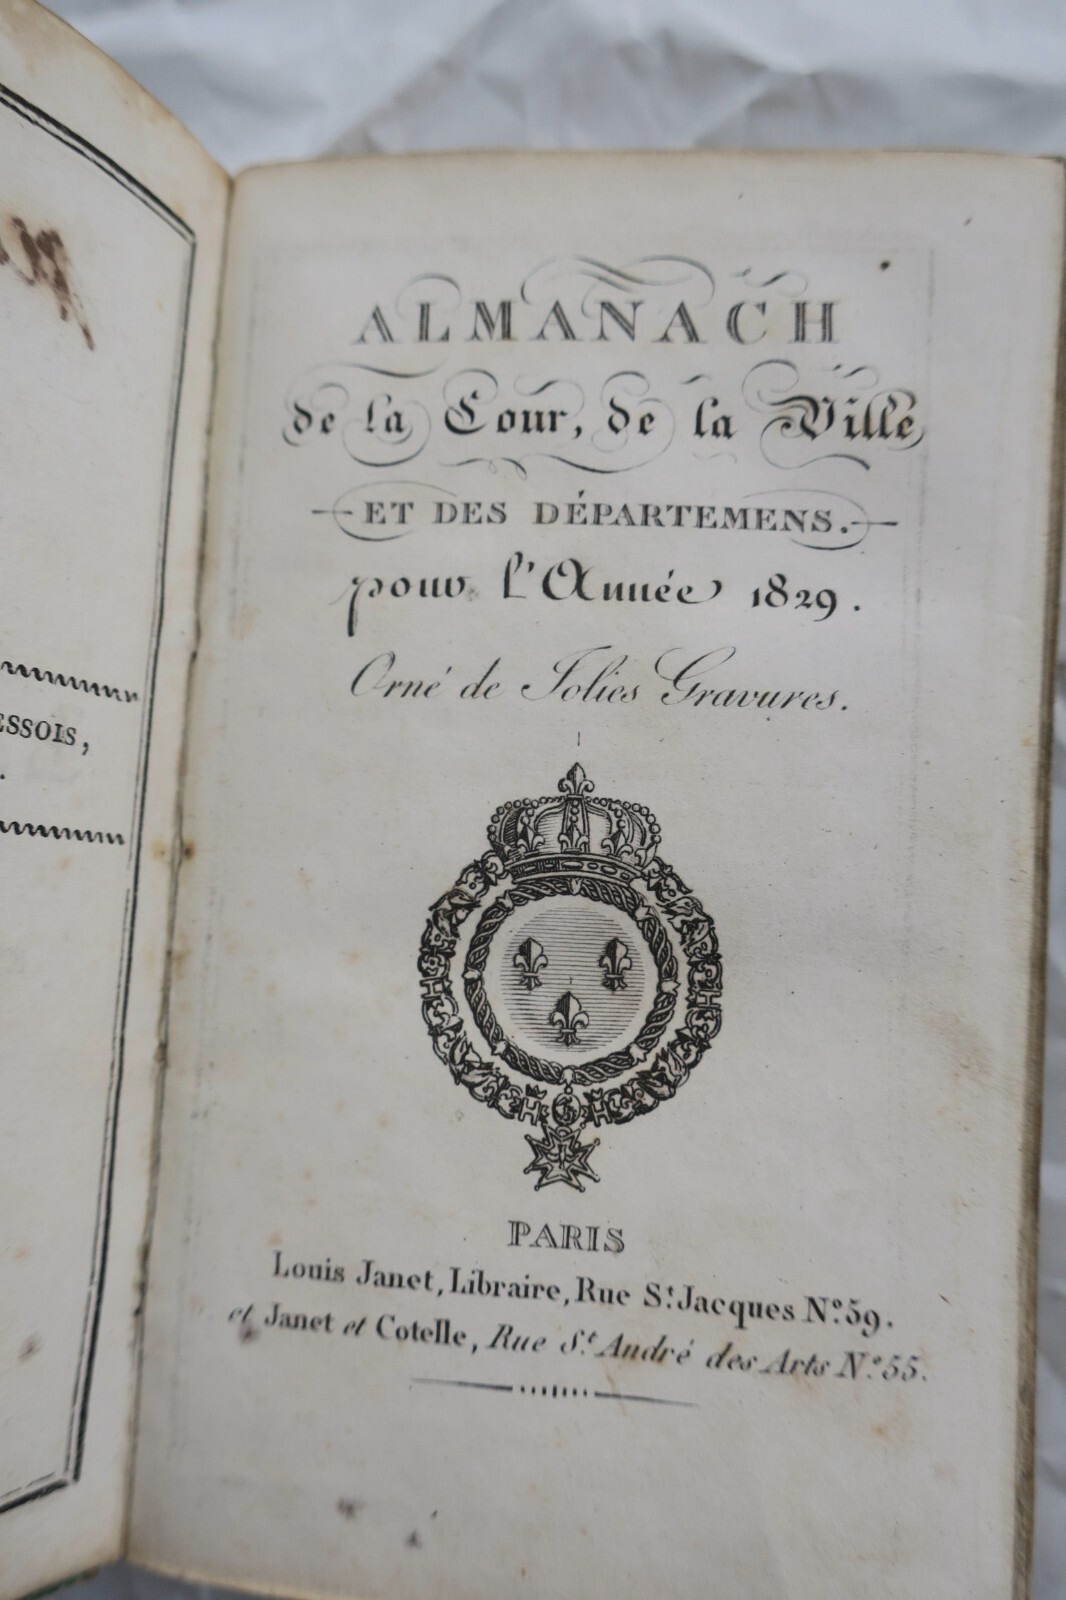 ESSOIS,
ALMANACH
de la Cour, de la Ville
ET DES DÉPARTEMENS.
pour l'Année 1829.
Orné de Jolies Gravures.
PARIS
Louis Janet, Libraire, Rue St. Jacques No. 59.
et Janet et Cotelle, Rue St. André des Arts No. 55.